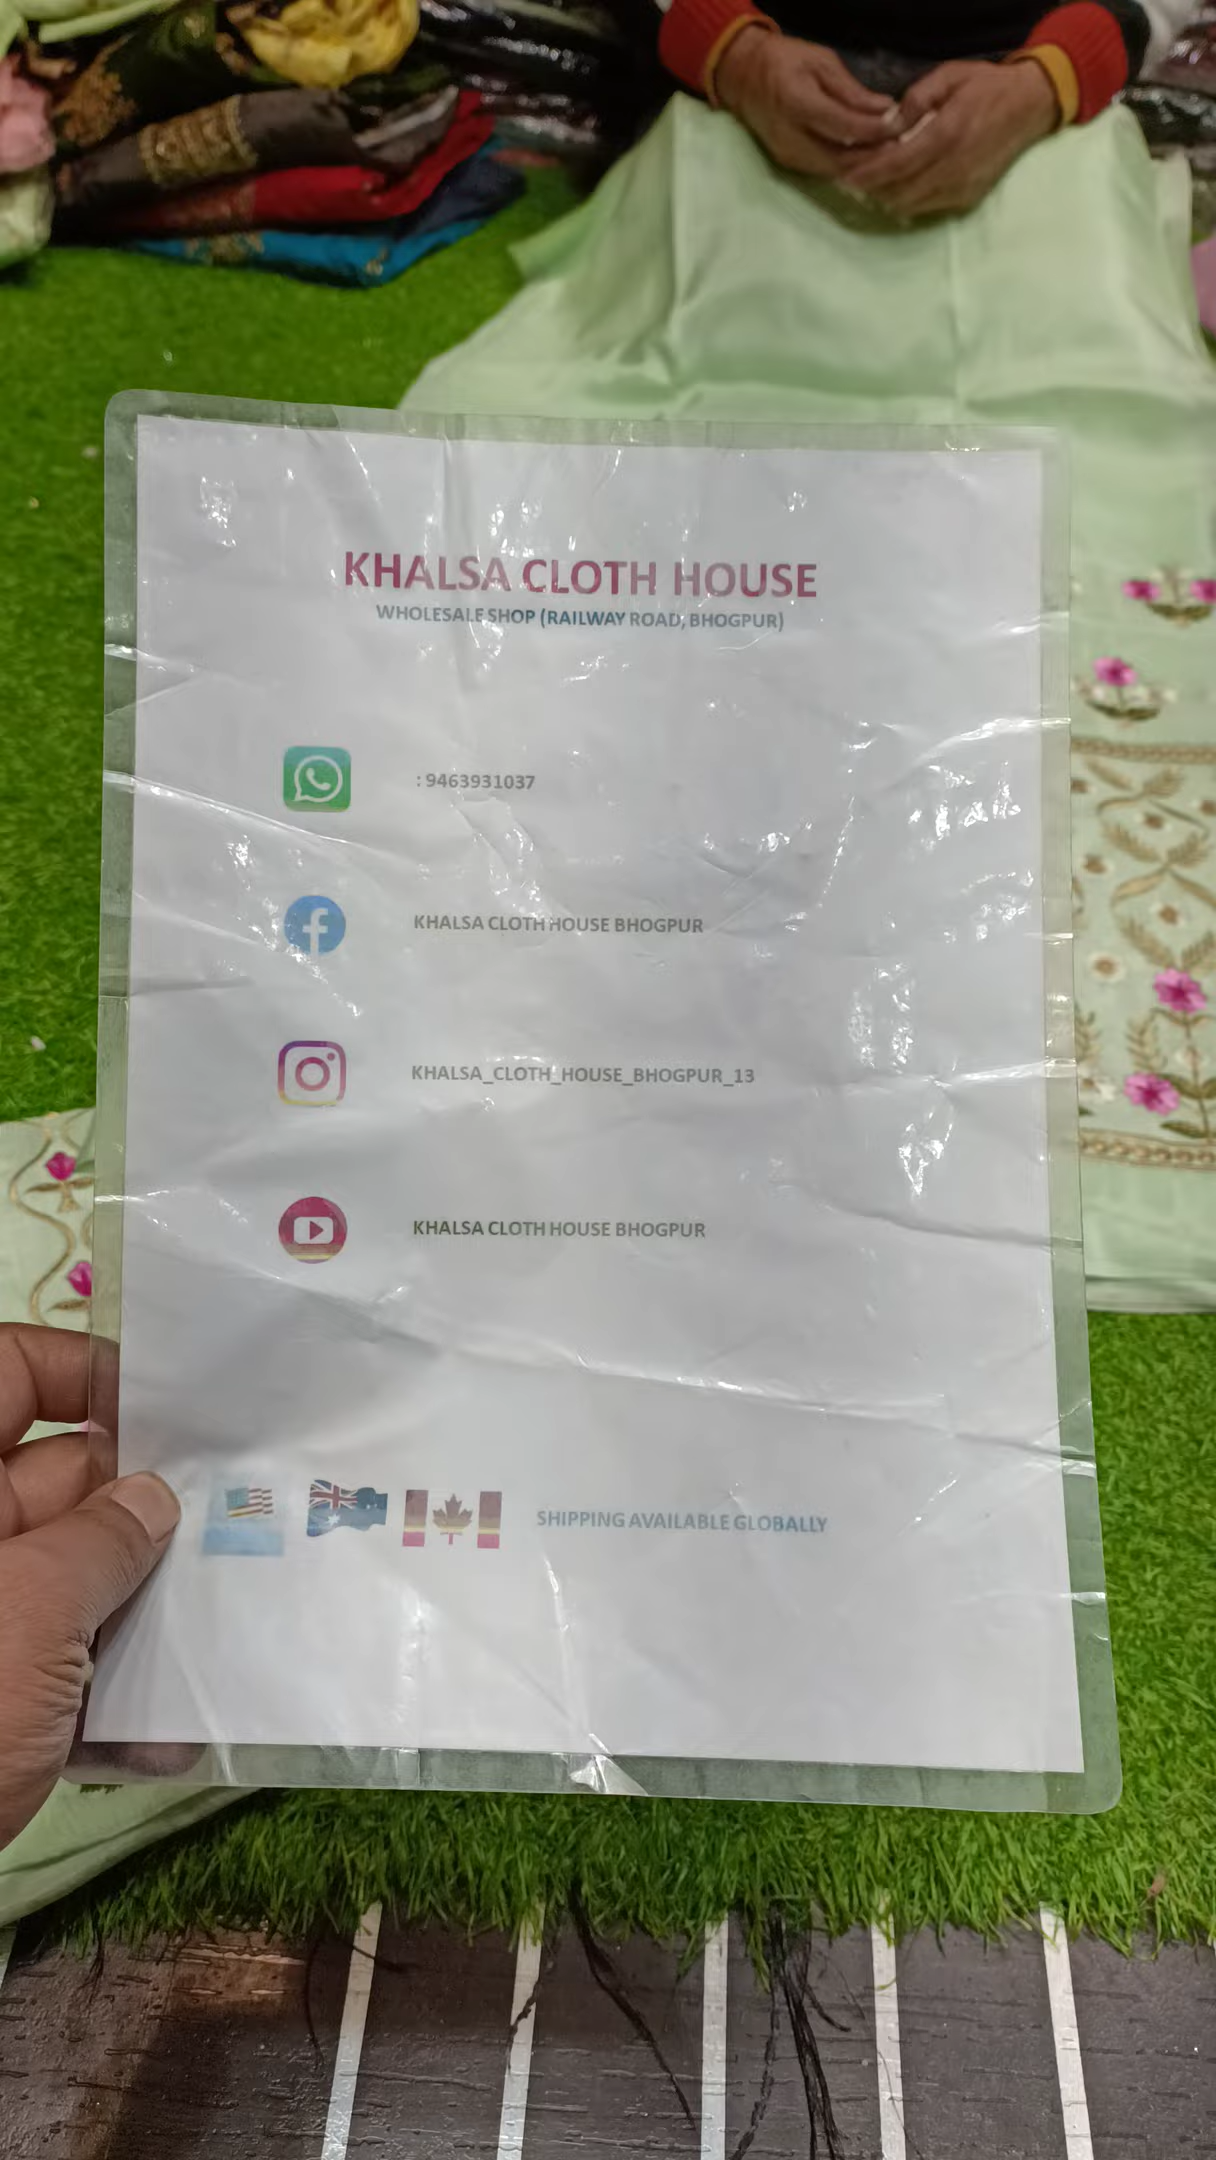 KHALSA CLOTH HOUSE
WHOLESALE SHOP (RAILWAY ROAD, BHOGPUR)
: 9463931037
KHALSA CLOTH HOUSE BHOGPUR
KHALSA_CLOTH_HOUSE_BHOGPUR_13
KHALSA CLOTH HOUSE BHOGPUR
SHIPPING AVAILABLE GLOBALLY